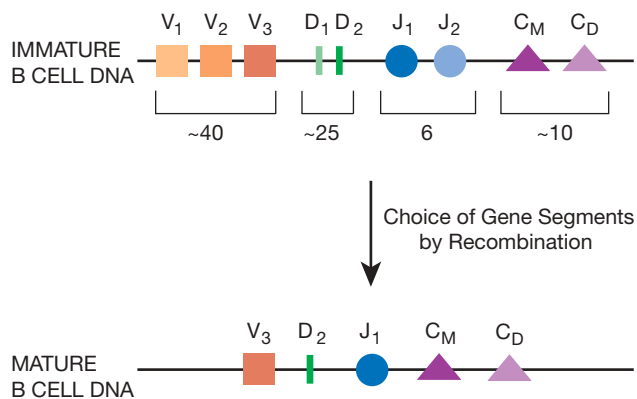 V1 V2 V3 D1 D2 J1 J2 CM CD
IMMATURE
B CELL DNA
~40 ~25 6 ~10
Choice of Gene Segments
by Recombination
V3 D2 J1 CM CD
MATURE
B CELL DNA